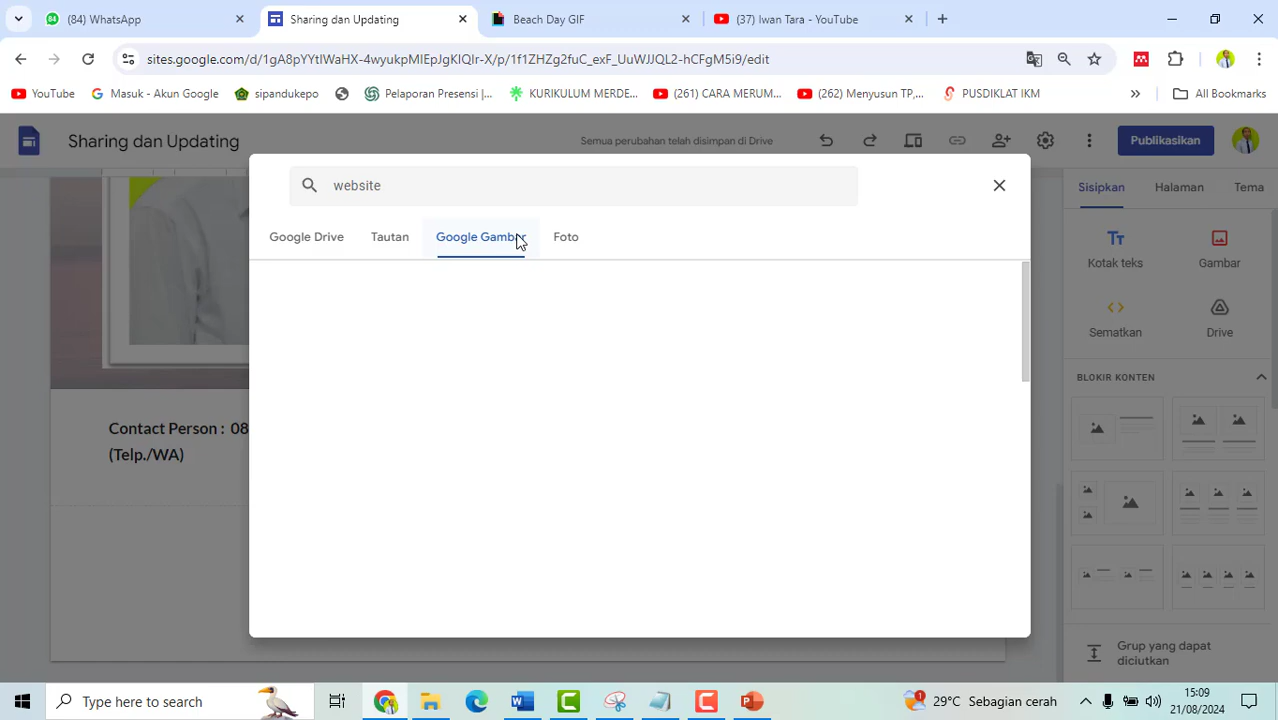 (84) WhatsApp
Sharing dan Updating
Beach Day GIF
(37) Iwan Tara - YouTube
sites.google.com/d/1gA8pYYtlWaHX-4wyukpMIEpJgKIQIr-X/p/1f1ZHZg2fuC_exF_UuWJJQL2-hCFgM5i9/edit
YouTube
Masuk - Akun Google
sipandukepo
Pelaporan Presensi |...
KURIKULUM MERDE...
(261) CARA MERUM...
(262) Menyusun TP,...
PUSDIKLAT IKM
All Bookmarks
Sharing dan Updating
Semua perubahan telah disimpan di Drive
Publikasikan
website
Google Drive
Tautan
Google Gambar
Foto
Sisipkan
Halaman
Tema
Tт
Kotak teks
Gambar
Sematkan
Drive
BLOKIR KONTEN
Contact Person : 08
(Telp./WA)
Grup yang dapat
diciutkan
Type here to search
29°C Sebagian cerah
15:09
21/08/2024